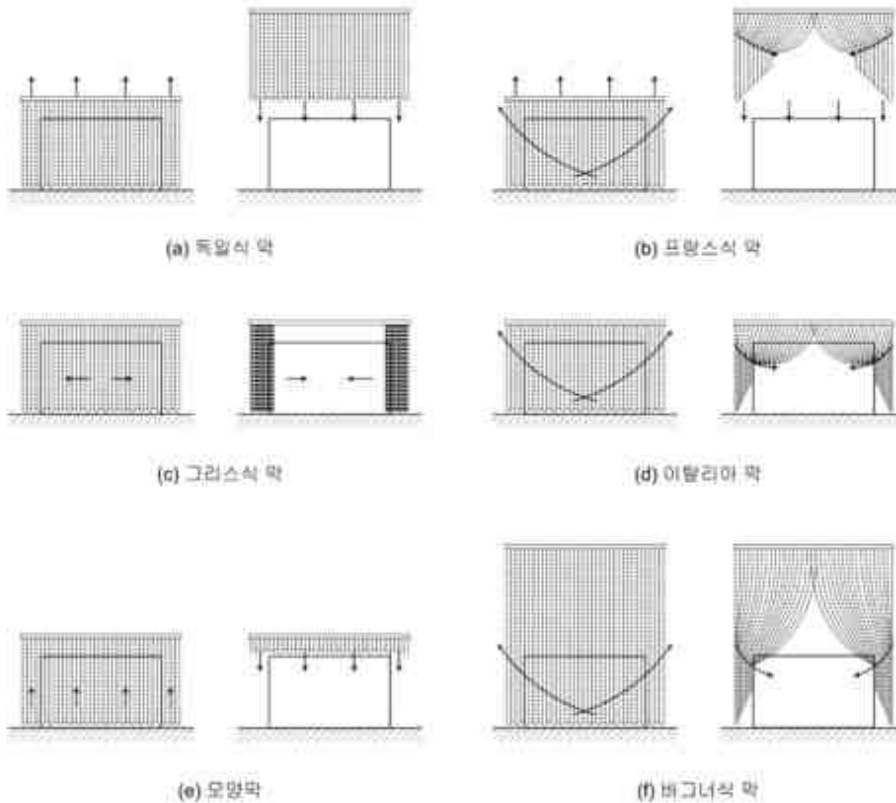 (a) 독일식 막
(b) 프랑스식 막
(c) 그리스식 막
(d) 이탈리아 막
(e) 모양막
(f) 바그너식 막